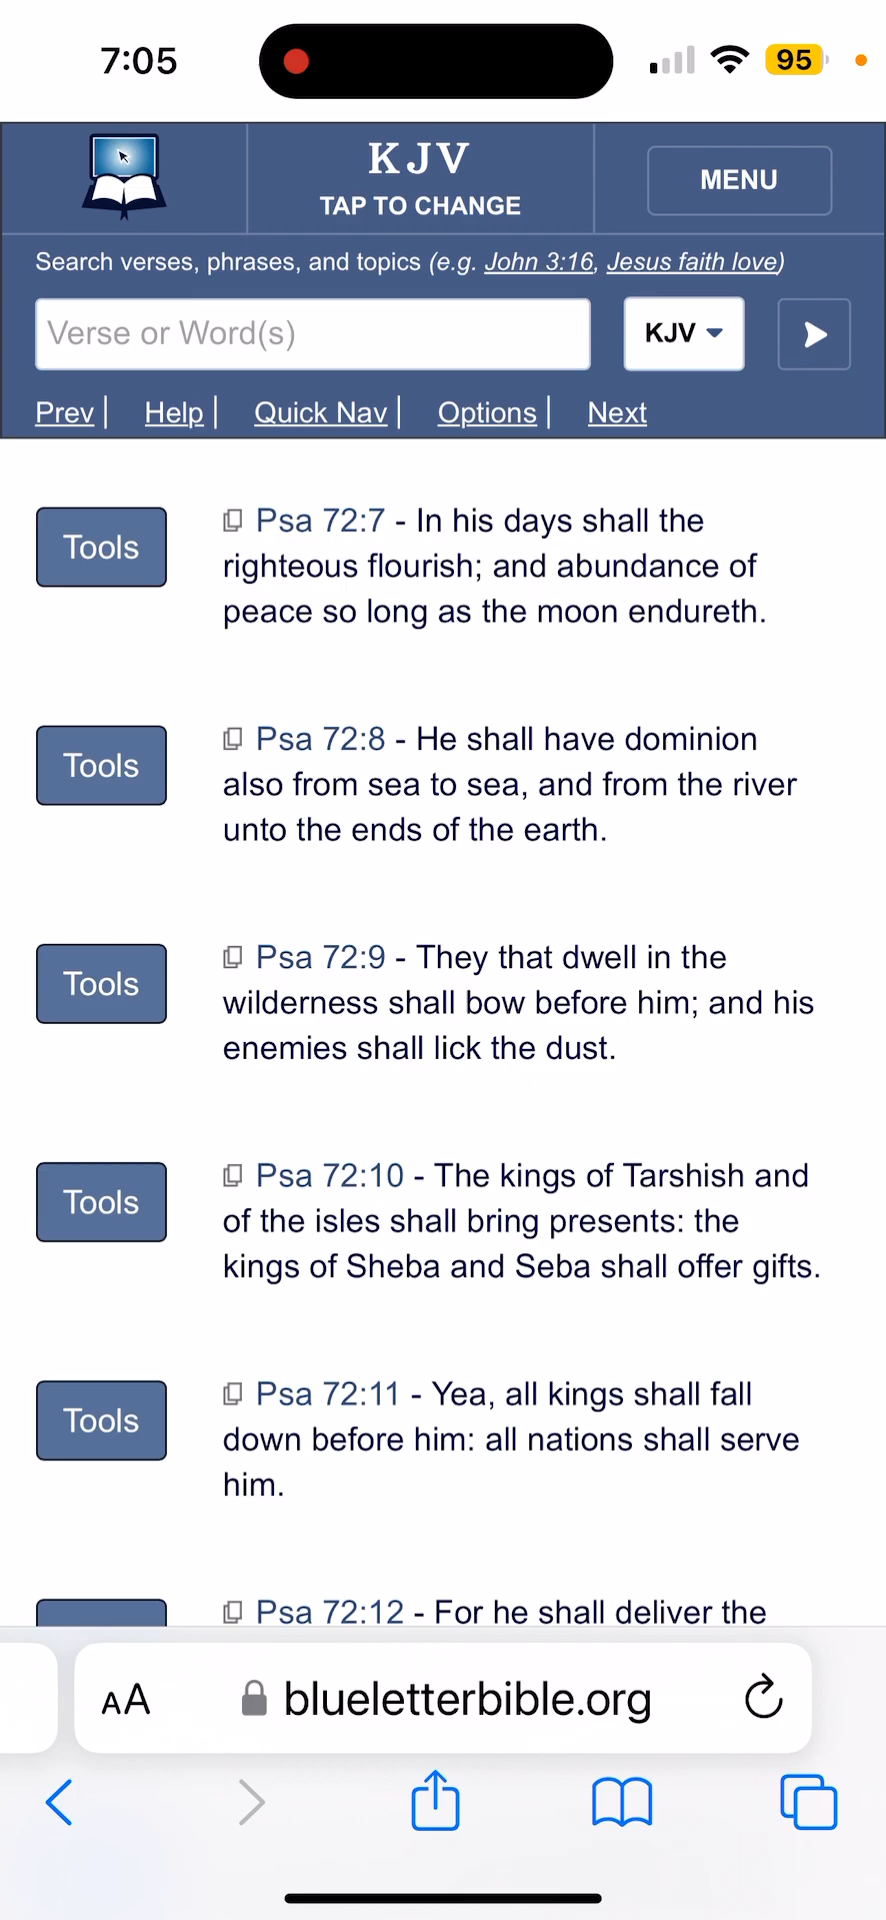 7:05
95
KJV
TAP TO CHANGE
MENU
Search verses, phrases, and topics (e.g. John 3:16, Jesus faith love)
Verse or Word(s)
KJV
Prev | Help | Quick Nav | Options | Next
Tools
Psa 72:7 - In his days shall the
righteous flourish; and abundance of
peace so long as the moon endureth.
Tools
Psa 72:8 - He shall have dominion
also from sea to sea, and from the river
unto the ends of the earth.
Tools
Psa 72:9 - They that dwell in the
wilderness shall bow before him; and his
enemies shall lick the dust.
Tools
Psa 72:10 - The kings of Tarshish and
of the isles shall bring presents: the
kings of Sheba and Seba shall offer gifts.
Tools
Psa 72:11 - Yea, all kings shall fall
down before him: all nations shall serve
him.
Psa 72:12 - For he shall deliver the
AA blueletterbible.org